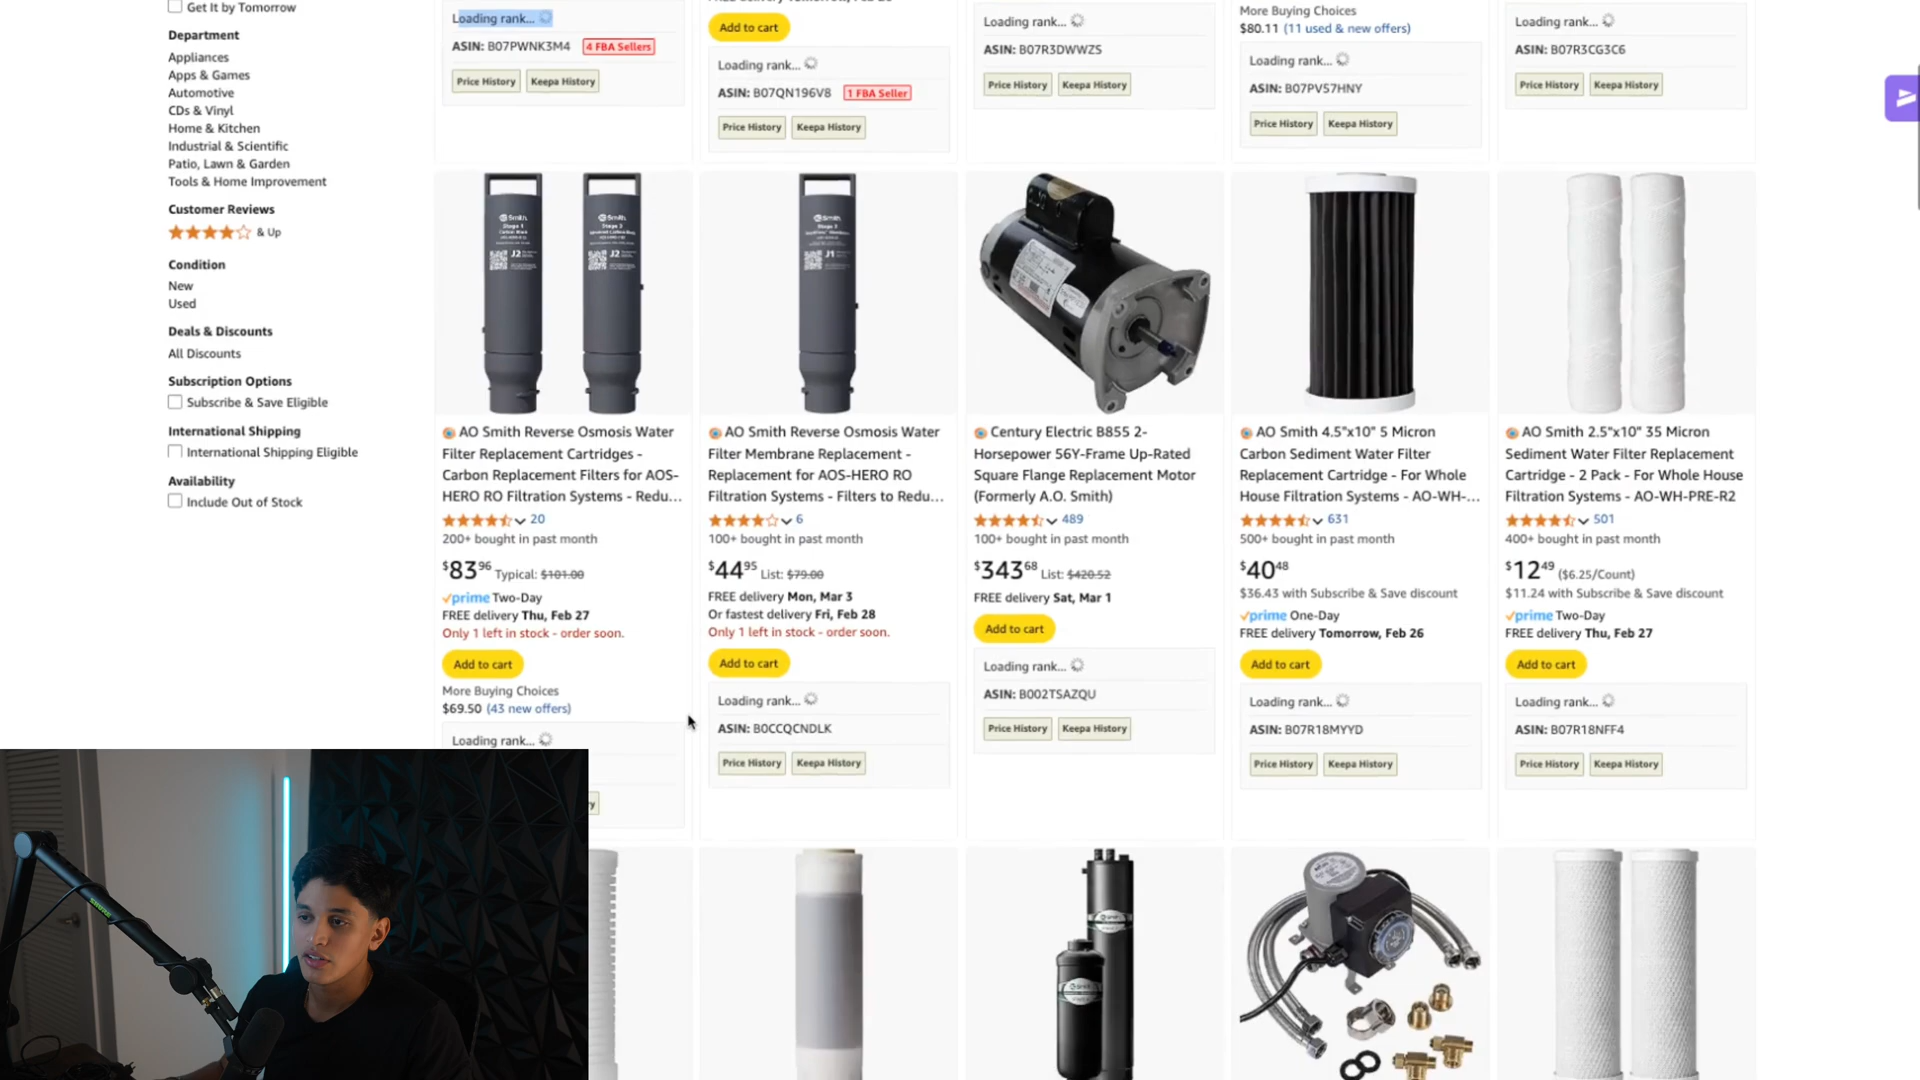 Get It by Tomorrow
Department
Appliances
Apps & Games
Automotive
CDs & Vinyl
Home & Kitchen
Industrial & Scientific
Patio, Lawn & Garden
Tools & Home Improvement
Customer Reviews
& Up
Condition
New
Used
Deals & Discounts
All Discounts
Subscription Options
Subscribe & Save Eligible
International Shipping
International Shipping Eligible
Availability
Include Out of Stock
Loading rank...
ASIN: B07PWNK3M4 4 FBA Sellers
Price History Keepa History
Add to cart
Loading rank...
ASIN: B07QN196V8 1 FBA Seller
Price History Keepa History
Loading rank...
ASIN: B07R3DWWZS
Price History Keepa History
More Buying Choices
$80.11 (11 used & new offers)
Loading rank...
ASIN: B07PV57HNY
Price History Keepa History
Loading rank...
ASIN: B07R3CG3C6
Price History Keepa History
AO Smith Reverse Osmosis Water
Filter Replacement Cartridges -
Carbon Replacement Filters for AOS-
HERO RO Filtration Systems - Redu...
20
200+ bought in past month
$83.96 Typical: $101.00
prime Two-Day
FREE delivery Thu, Feb 27
Only 1 left in stock - order soon.
Add to cart
More Buying Choices
$69.50 (43 new offers)
Loading rank...
AO Smith Reverse Osmosis Water
Filter Membrane Replacement -
Replacement for AOS-HERO RO
Filtration Systems - Filters to Redu...
6
100+ bought in past month
$44.95 List: $79.00
FREE delivery Mon, Mar 3
Or fastest delivery Fri, Feb 28
Only 1 left in stock - order soon.
Add to cart
Loading rank...
ASIN: B0CCQCNDLK
Price History Keepa History
Century Electric B855 2-
Horsepower 56Y-Frame Up-Rated
Square Flange Replacement Motor
(Formerly A.O. Smith)
489
100+ bought in past month
$343.68 List: $420.52
FREE delivery Sat, Mar 1
Add to cart
Loading rank...
ASIN: B002TSAZQU
Price History Keepa History
AO Smith 4.5"x10" 5 Micron
Carbon Sediment Water Filter
Replacement Cartridge - For Whole
House Filtration Systems - AO-WH-...
631
500+ bought in past month
$40.48
$36.43 with Subscribe & Save discount
prime One-Day
FREE delivery Tomorrow, Feb 26
Add to cart
Loading rank...
ASIN: B07R18MYYD
Price History Keepa History
AO Smith 2.5"x10" 35 Micron
Sediment Water Filter Replacement
Cartridge - 2 Pack - For Whole House
Filtration Systems - AO-WH-PRE-R2
501
400+ bought in past month
$12.49 ($6.25/Count)
$11.24 with Subscribe & Save discount
prime Two-Day
FREE delivery Thu, Feb 27
Add to cart
Loading rank...
ASIN: B07R18NFF4
Price History Keepa History